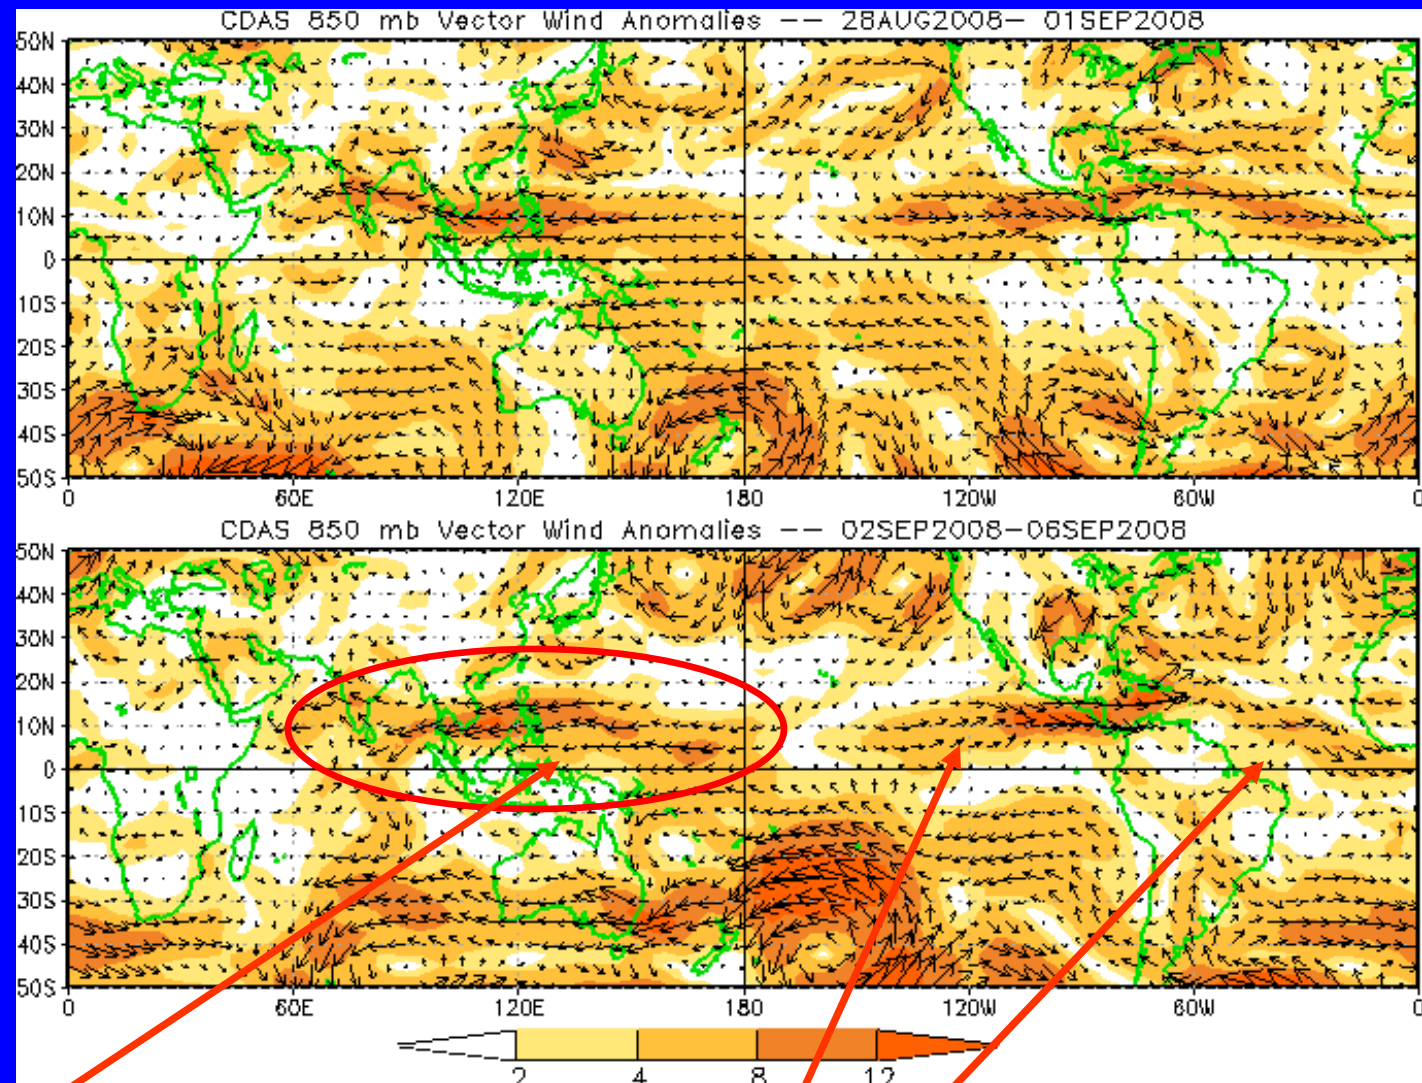 CDAS 850 mb Vector Wind Anomalies -- 28AUG2008- 01SEP2008
50N
40N
30N
20N
10N
0
10S
20S
30S
40S
50S
0 60E 120E 180 120W 60W 0
CDAS 850 mb Vector Wind Anomalies -- 02SEP2008-06SEP2008
50N
40N
30N
20N
10N
0
10S
20S
30S
40S
50S
0 60E 120E 180 120W 60W 0
2 4 8 12